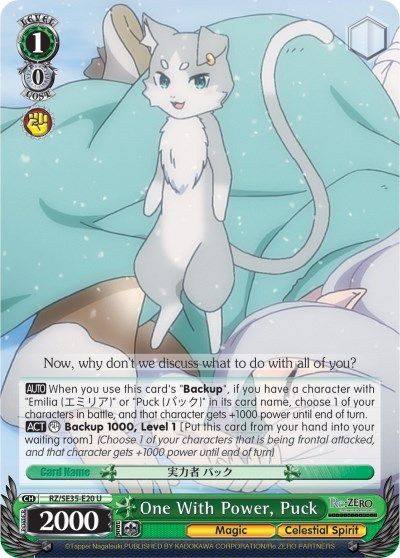 LEVEL
1
0
COST
Now, why don't we discuss what to do with all of you?
AUTO When you use this card's "Backup", if you have a character with
"Emilia (エミリア)" or "Puck (パック)" in its card name, choose 1 of your
characters in battle, and that character gets +1000 power until end of turn.
ACT Backup 1000, Level 1 [Put this card from your hand into your
waiting room] (Choose 1 of your characters that is being frontal attacked,
and that character gets +1000 power until end of turn)
Card Name 実力者 パック
CH RZ/SE35-E20 U
One With Power, Puck
Re:ZERO
POWER
2000
Magic
Celestial Spirit
©Tappei Nagatsuki,PUBLISHED BY KADOKAWA CORPORATION/Re:ZERO PARTNERS